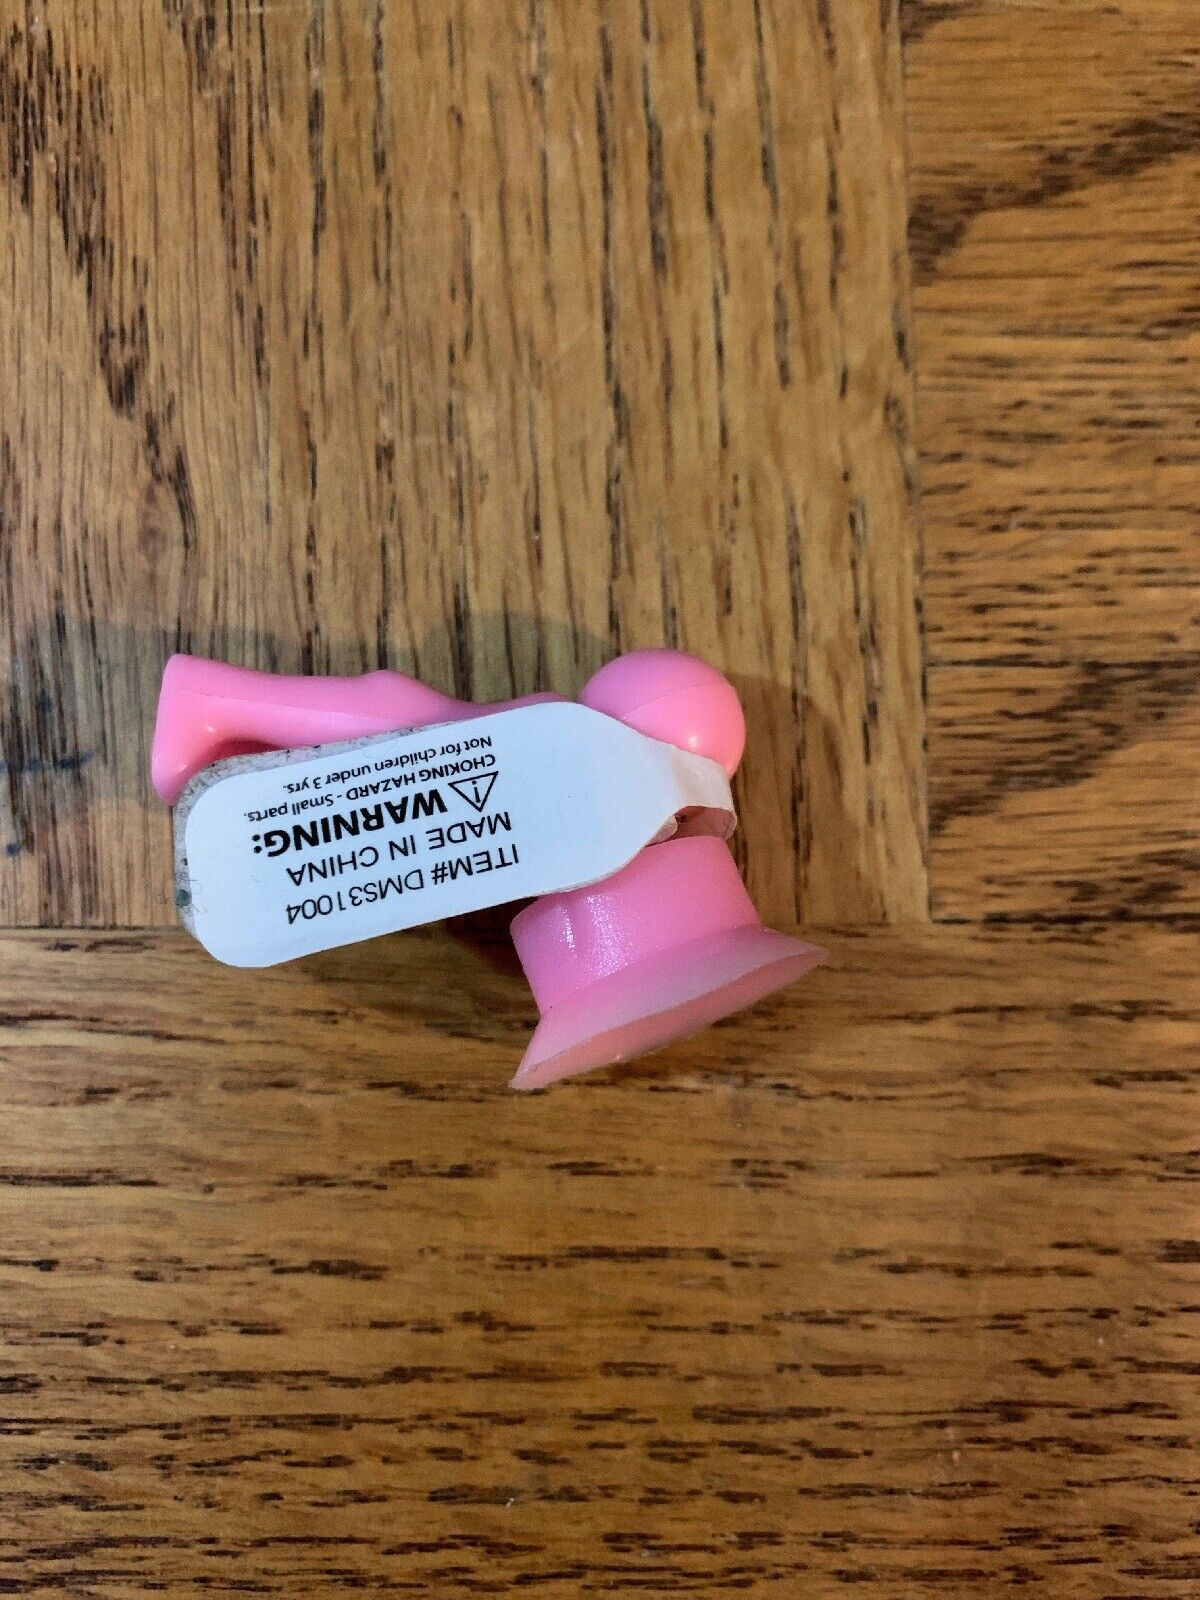 ITEM# DMS31004
MADE IN CHINA
WARNING:
CHOKING HAZARD - Small parts.
Not for children under 3 yrs.